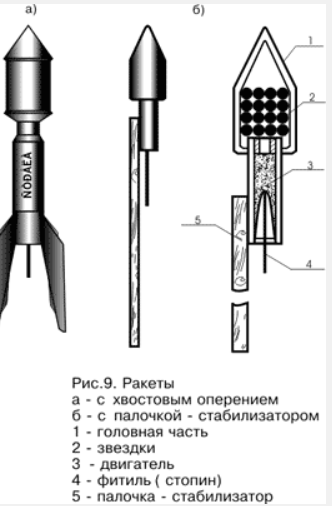 а)
б)
1
2
ÑÒÐÅËÀ
3
5
4
Рис.9. Ракеты
а - с хвостовым оперением
б - с палочкой - стабилизатором
1 - головная часть
2 - звездки
3 - двигатель
4 - фитиль ( стопин)
5 - палочка - стабилизатор